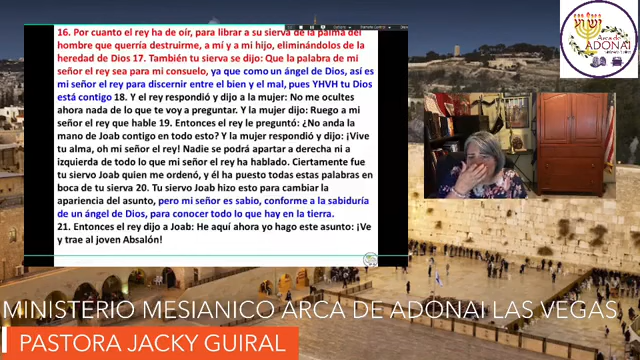 16. Por cuanto el rey ha de oír, para librar a su sierva de la palma del
hombre que querría destruirme, a mí y a mi hijo, eliminándolos de la
heredad de Dios 17. También tu sierva se dijo: Que la palabra de mi
señor el rey sea para mi consuelo, ya que como un ángel de Dios, así es
mi señor el rey para discernir entre el bien y el mal, pues YHVH tu Dios
está contigo 18. Y el rey respondió y dijo a la mujer: No me ocultes
ahora nada de lo que te voy a preguntar. Y la mujer dijo: Ruego a mi
señor el rey que hable 19. Entonces el rey le preguntó: ¿No anda la
mano de Joab contigo en todo esto? Y la mujer respondió y dijo: ¡Vive
tu alma, oh mi señor el rey! Nadie se podrá apartar a derecha ni a
izquierda de todo lo que mi señor el rey ha hablado. Ciertamente fue
tu siervo Joab quien me ordenó, y él ha puesto todas estas palabras en
boca de tu sierva 20. Tu siervo Joab hizo esto para cambiar la
apariencia del asunto, pero mi señor es sabio, conforme a la sabiduría
de un ángel de Dios, para conocer todo lo que hay en la tierra.
21. Entonces el rey dijo a Joab: He aquí ahora yo hago este asunto: ¡Ve
y trae al joven Absalón!
Arca de
ADONAI
MINISTERIO MESIANICO ARCA DE ADONAI LAS VEGAS
PASTORA JACKY GUIRAL